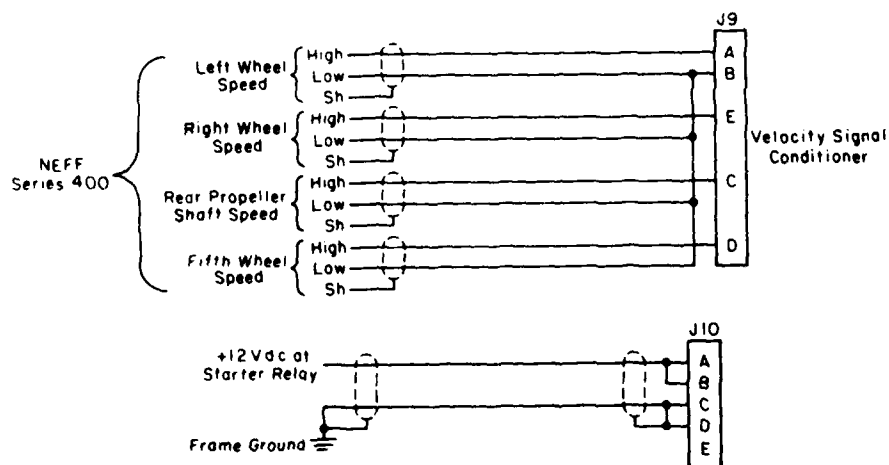 J9
High
A
Left Wheel
Speed
Low
B
Sh
High
E
Right Wheel
Speed
Low
Velocity Signal
Conditioner
Sh
NEFF
Series 400
High
C
Rear Propeller
Shaft Speed
Low
Sh
High
D
Fifth Wheel
Speed
Low
Sh
J10
+12 Vdc at
Starter Relay
A
B
C
D
Frame Ground
E